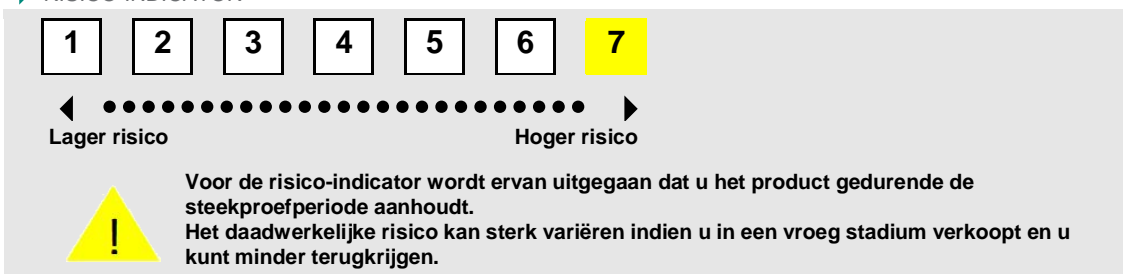 RISICO-INDICATOR
1 2 3 4 5 6 7
Lager risico Hoger risico
Voor de risico-indicator wordt ervan uitgegaan dat u het product gedurende de
steekproefperiode aanhoudt.
Het daadwerkelijke risico kan sterk variëren indien u in een vroeg stadium verkoopt en u
! kunt minder terugkrijgen.